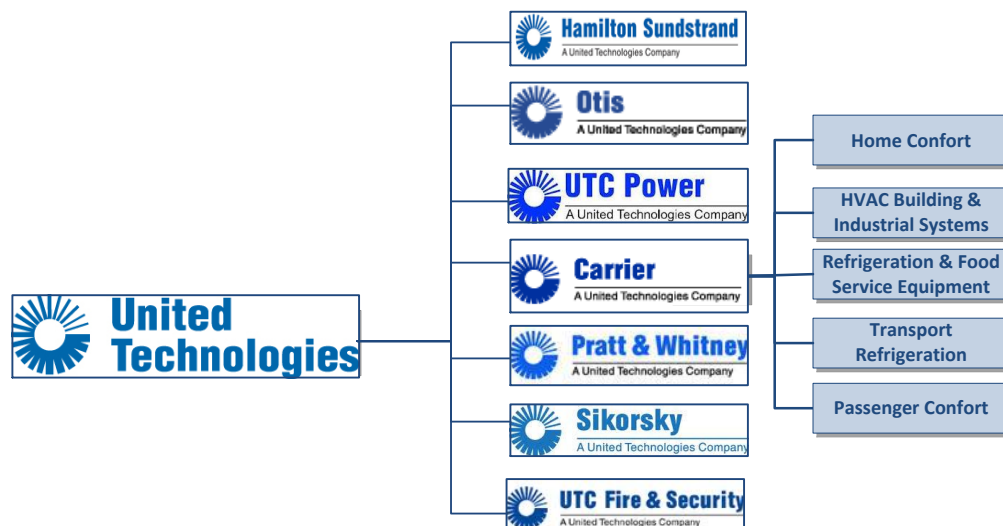 United
Technologies
Hamilton Sundstrand
A United Technologies Company
Otis
A United Technologies Company
UTC Power
A United Technologies Company
Carrier
A United Technologies Company
Pratt & Whitney
A United Technologies Company
Sikorsky
A United Technologies Company
UTC Fire & Security
A United Technologies Company
Home Confort
HVAC Building &
Industrial Systems
Refrigeration & Food
Service Equipment
Transport
Refrigeration
Passenger Confort